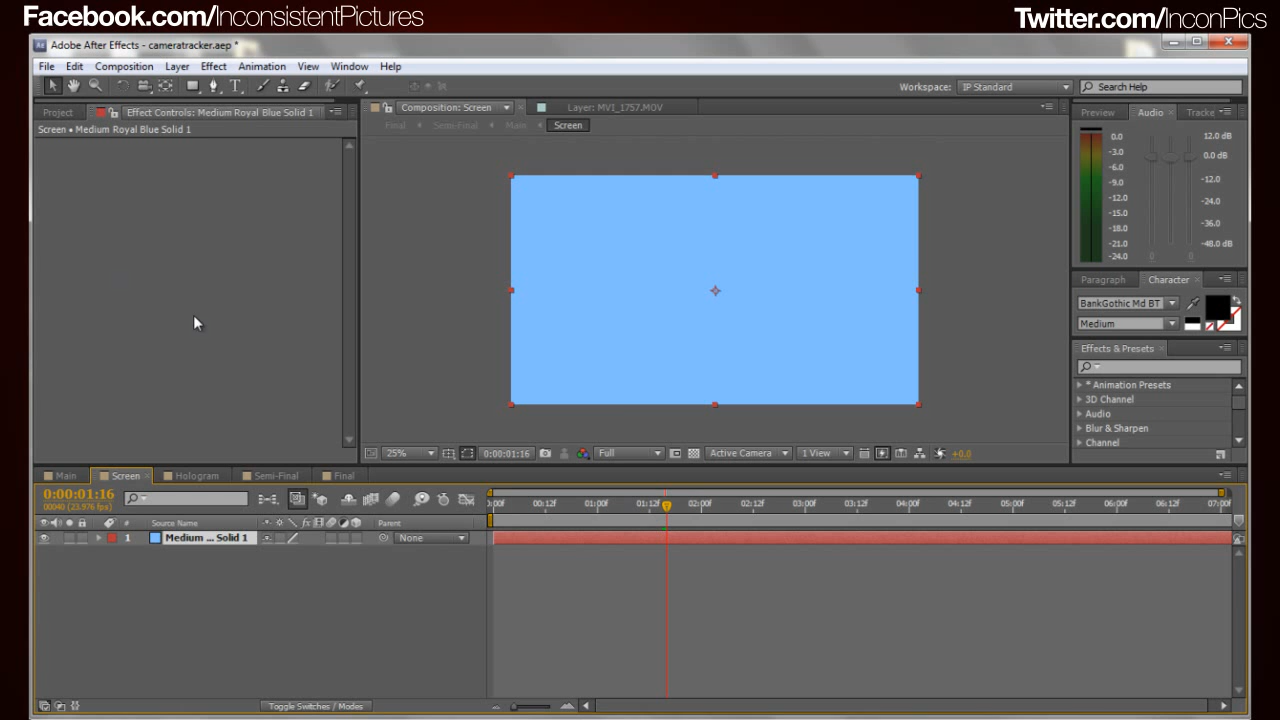 Facebook.com/InconsistentPictures
Twitter.com/InconPics
Adobe After Effects - cameratracker.aep *
File Edit Composition Layer Effect Animation View Window Help
Workspace: IP Standard Search Help
Project Effect Controls: Medium Royal Blue Solid 1
Screen • Medium Royal Blue Solid 1
Composition: Screen Layer: MVI_1757.MOV
Final Semi-Final Main Screen
Preview Audio Tracke
0.0 12.0 dB
-3.0 0.0 dB
-6.0
-9.0 -12.0
-12.0 -24.0
-15.0
-18.0 -36.0
-21.0 -48.0 dB
-24.0 0 0
Paragraph Character
BankGothic Md BT
Medium
Effects & Presets
* Animation Presets
3D Channel
Audio
Blur & Sharpen
Channel
25% 0:00:01:16 Full Active Camera 1 View +0.0
Main Screen Hologram Semi-Final Final
0:00:01:16
00040 (23.976 fps)
:00f 00:12f 01:00f 01:12f 02:00f 02:12f 03:00f 03:12f 04:00f 04:12f 05:00f 05:12f 06:00f 06:12f 07:00f
# Source Name fx Parent
1 Medium ... Solid 1 None
Toggle Switches / Modes